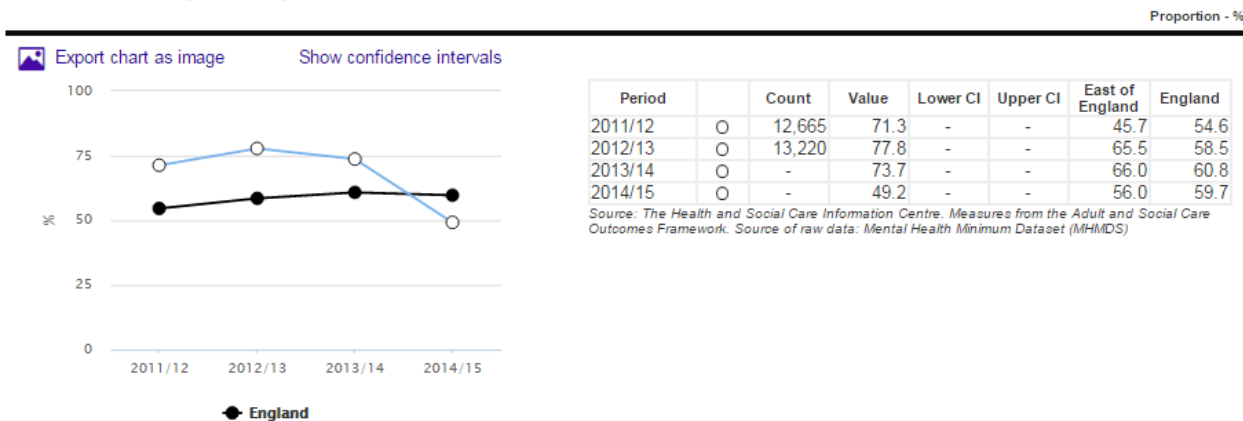 Proportion - %
Export chart as image Show confidence intervals
100
75
50
25
0
%
2011/12 2012/13 2013/14 2014/15
England
Period Count Value Lower CI Upper CI East of England England
2011/12 12,665 71.3 - - 45.7 54.6
2012/13 13,220 77.8 - - 65.5 58.5
2013/14 - 73.7 - - 66.0 60.8
2014/15 - 49.2 - - 56.0 59.7
Source: The Health and Social Care Information Centre. Measures from the Adult and Social Care
Outcomes Framework. Source of raw data: Mental Health Minimum Dataset (MHMDS)